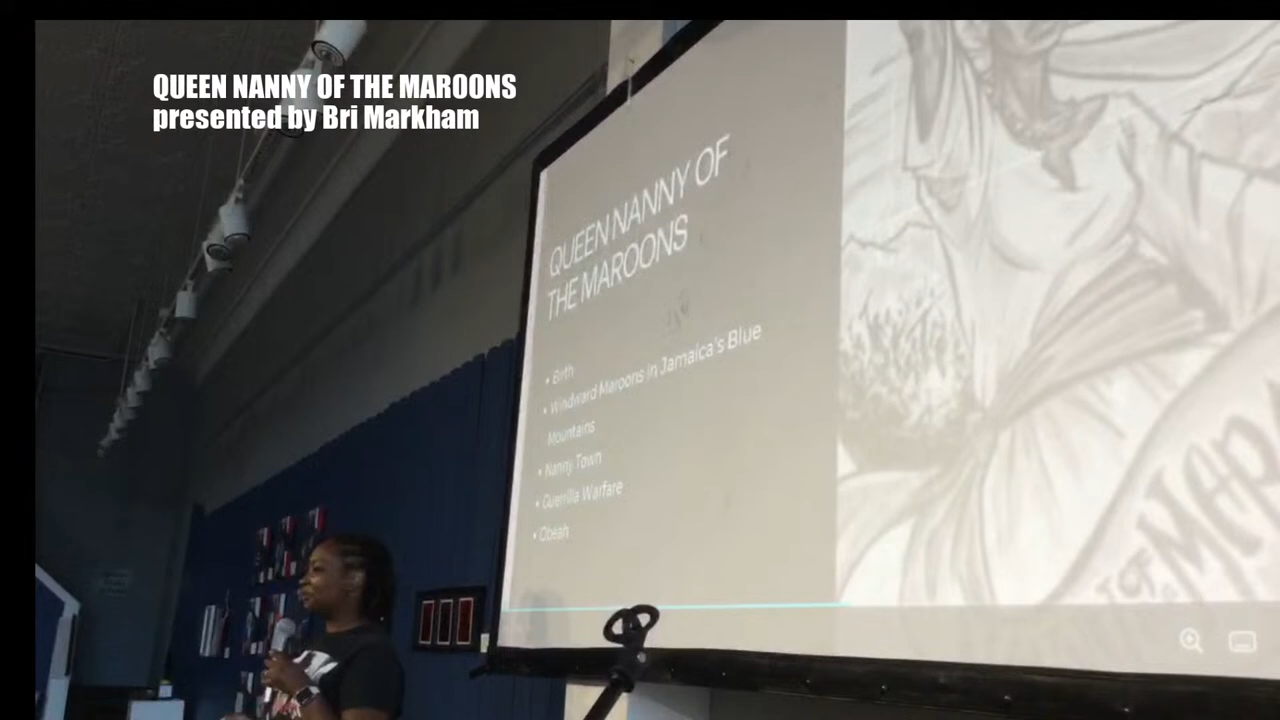 QUEEN NANNY OF THE MAROONS
presented by Bri Markham
QUEEN NANNY OF
THE MAROONS
• Birth
• Windward Maroons in Jamaica's Blue
Mountains
• Nanny Town
• Guerrilla Warfare
• Obeah